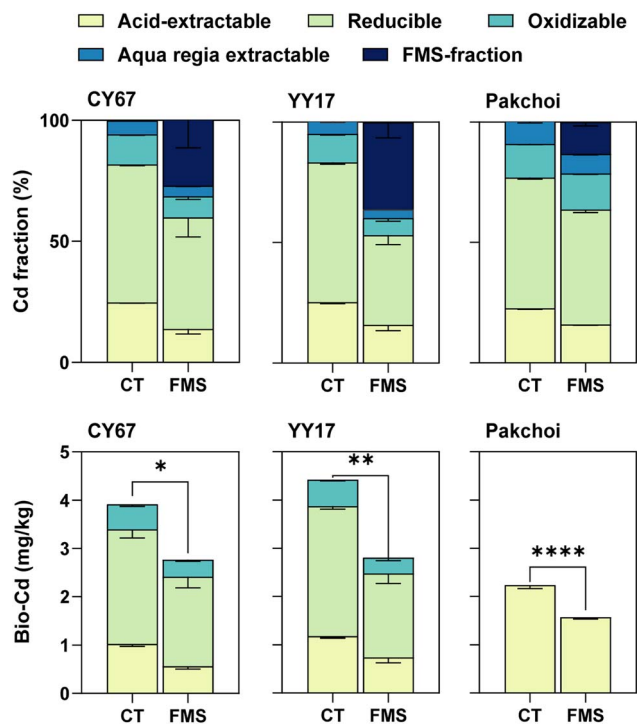 Acid-extractable Reducible Oxidizable
Aqua regia extractable FMS-fraction
CY67 YY17 Pakchoi
Cd fraction (%)
100
50
0
CT FMS CT FMS CT FMS
CY67 YY17 Pakchoi
Bio-Cd (mg/kg)
5
4
3
2
1
0
* ** ****
CT FMS CT FMS CT FMS